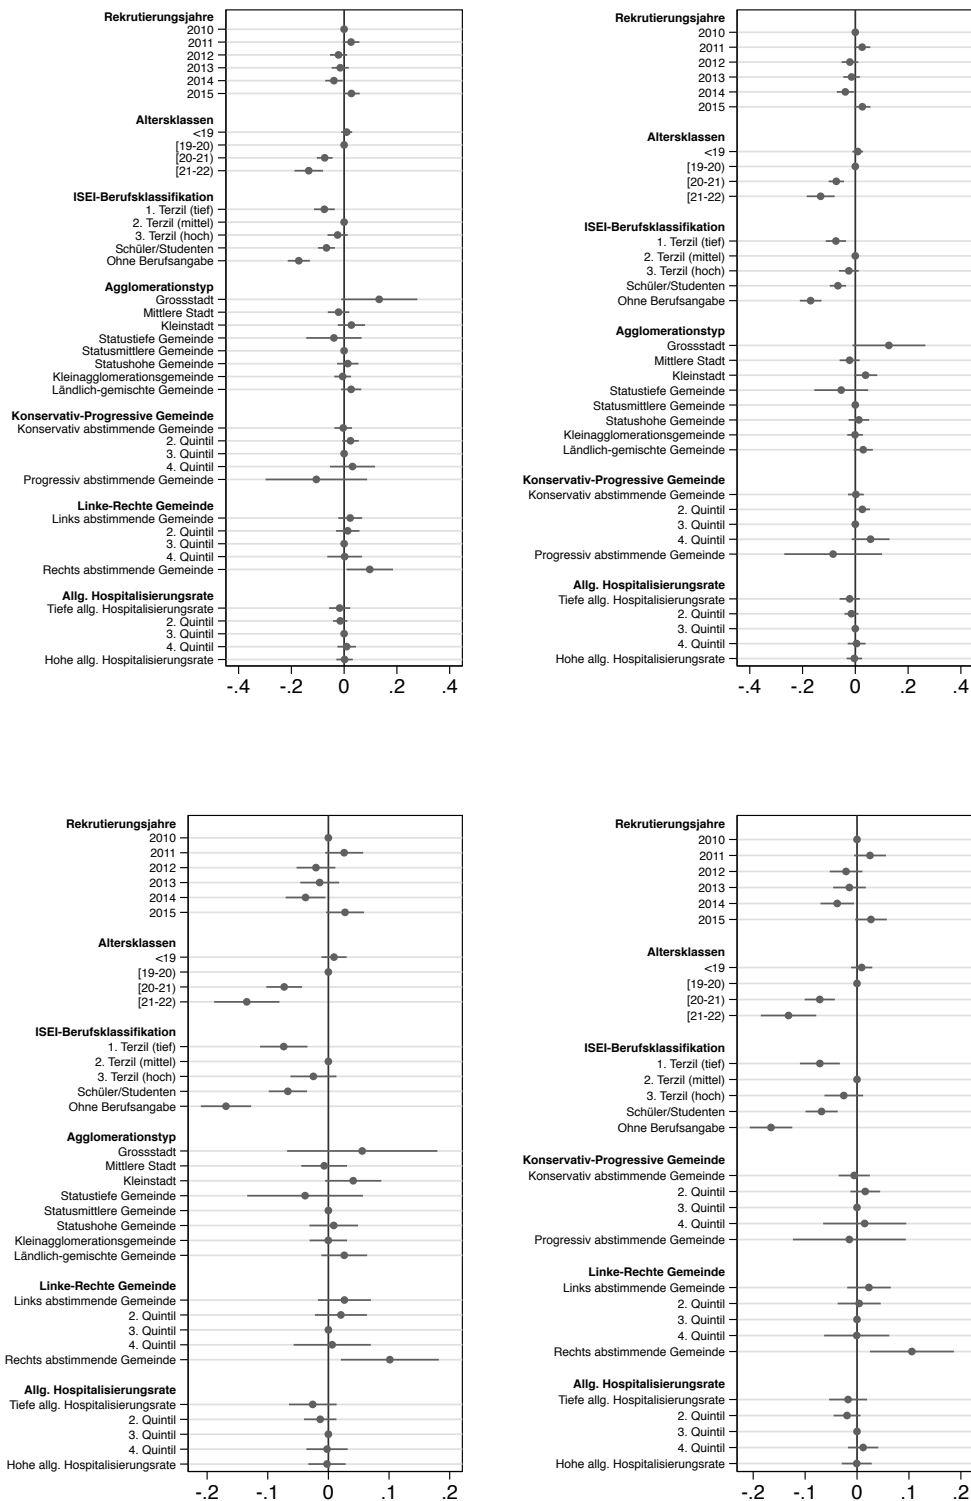 Rekrutierungsjahre
2010
2011
2012
2013
2014
2015
Altersklassen
<19
[19-20)
[20-21)
[21-22)
ISEI-Berufsklassifikation
1. Terzil (tief)
2. Terzil (mittel)
3. Terzil (hoch)
Schüler/Studenten
Ohne Berufsangabe
Agglomerationstyp
Grossstadt
Mittlere Stadt
Kleinstadt
Statustiefe Gemeinde
Statusmittlere Gemeinde
Statushohe Gemeinde
Kleinagglomerationsgemeinde
Ländlich-gemischte Gemeinde
Konservativ-Progressive Gemeinde
Konservativ abstimmende Gemeinde
2. Quintil
3. Quintil
4. Quintil
Progressiv abstimmende Gemeinde
Linke-Rechte Gemeinde
Links abstimmende Gemeinde
2. Quintil
3. Quintil
4. Quintil
Rechts abstimmende Gemeinde
Allg. Hospitalisierungsrate
Tiefe allg. Hospitalisierungsrate
2. Quintil
3. Quintil
4. Quintil
Hohe allg. Hospitalisierungsrate
-.4 -.2 0 .2 .4
Rekrutierungsjahre
2010
2011
2012
2013
2014
2015
Altersklassen
<19
[19-20)
[20-21)
[21-22)
ISEI-Berufsklassifikation
1. Terzil (tief)
2. Terzil (mittel)
3. Terzil (hoch)
Schüler/Studenten
Ohne Berufsangabe
Agglomerationstyp
Grossstadt
Mittlere Stadt
Kleinstadt
Statustiefe Gemeinde
Statusmittlere Gemeinde
Statushohe Gemeinde
Kleinagglomerationsgemeinde
Ländlich-gemischte Gemeinde
Konservativ-Progressive Gemeinde
Konservativ abstimmende Gemeinde
2. Quintil
3. Quintil
4. Quintil
Progressiv abstimmende Gemeinde
Allg. Hospitalisierungsrate
Tiefe allg. Hospitalisierungsrate
2. Quintil
3. Quintil
4. Quintil
Hohe allg. Hospitalisierungsrate
-.4 -.2 0 .2 .4
Rekrutierungsjahre
2010
2011
2012
2013
2014
2015
Altersklassen
<19
[19-20)
[20-21)
[21-22)
ISEI-Berufsklassifikation
1. Terzil (tief)
2. Terzil (mittel)
3. Terzil (hoch)
Schüler/Studenten
Ohne Berufsangabe
Agglomerationstyp
Grossstadt
Mittlere Stadt
Kleinstadt
Statustiefe Gemeinde
Statusmittlere Gemeinde
Statushohe Gemeinde
Kleinagglomerationsgemeinde
Ländlich-gemischte Gemeinde
Linke-Rechte Gemeinde
Links abstimmende Gemeinde
2. Quintil
3. Quintil
4. Quintil
Rechts abstimmende Gemeinde
Allg. Hospitalisierungsrate
Tiefe allg. Hospitalisierungsrate
2. Quintil
3. Quintil
4. Quintil
Hohe allg. Hospitalisierungsrate
-.2 -.1 0 .1 .2
Rekrutierungsjahre
2010
2011
2012
2013
2014
2015
Altersklassen
<19
[19-20)
[20-21)
[21-22)
ISEI-Berufsklassifikation
1. Terzil (tief)
2. Terzil (mittel)
3. Terzil (hoch)
Schüler/Studenten
Ohne Berufsangabe
Konservativ-Progressive Gemeinde
Konservativ abstimmende Gemeinde
2. Quintil
3. Quintil
4. Quintil
Progressiv abstimmende Gemeinde
Linke-Rechte Gemeinde
Links abstimmende Gemeinde
2. Quintil
3. Quintil
4. Quintil
Rechts abstimmende Gemeinde
Allg. Hospitalisierungsrate
Tiefe allg. Hospitalisierungsrate
2. Quintil
3. Quintil
4. Quintil
Hohe allg. Hospitalisierungsrate
-.2 -.1 0 .1 .2